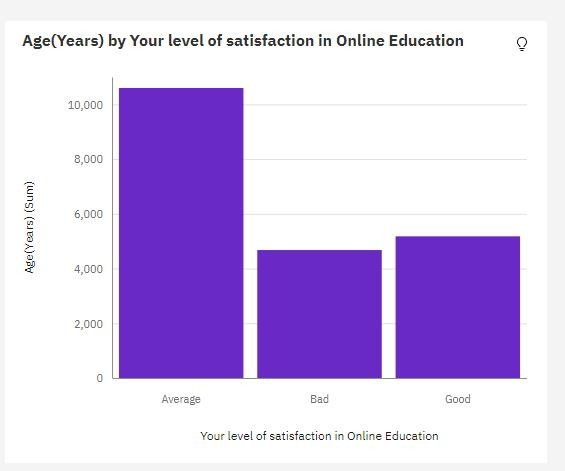 Age(Years) by Your level of satisfaction in Online Education
10,000
8,000
6,000
4,000
2,000
0
Age(Years) (Sum)
Average Bad Good
Your level of satisfaction in Online Education